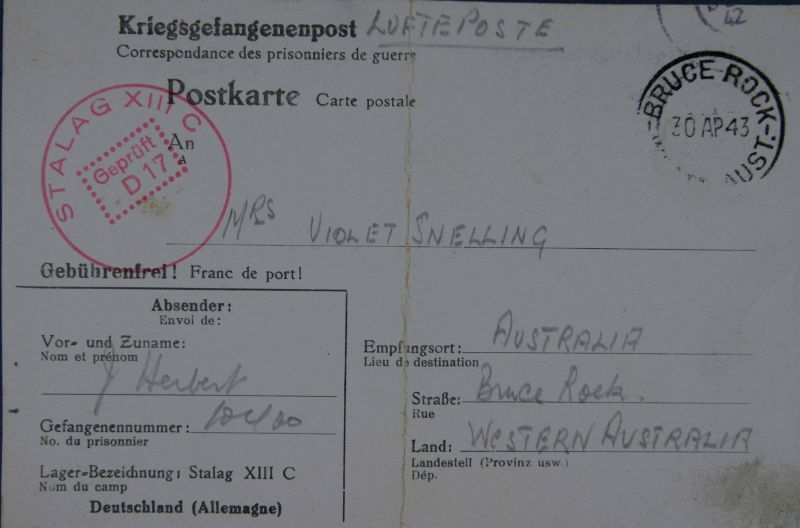 Kriegsgefangenenpost LUFTEPOSTE
Correspondance des prisonniers de guerre
42
Postkarte Carte postale
BRUCE ROCK
30 AP 43
AUST.
STALAG XIII C
Geprüft
D 17
An
A
MRS VIOLET SNELLING
Gebührenfrei! Franc de port!
Absender:
Envoi de:
Vor- und Zuname:
Nom et prénom
J Herbert
Gefangenennummer:
No. du prisonnier
Lager-Bezeichnung: Stalag XIII C
Nom du camp
Deutschland (Allemagne)
Empfangsort: AUSTRALIA
Lieu de destination
Straße: Bruce Rock.
Rue
Land: WESTERN AUSTRALIA
Landesteil (Provinz usw.)
Dép.